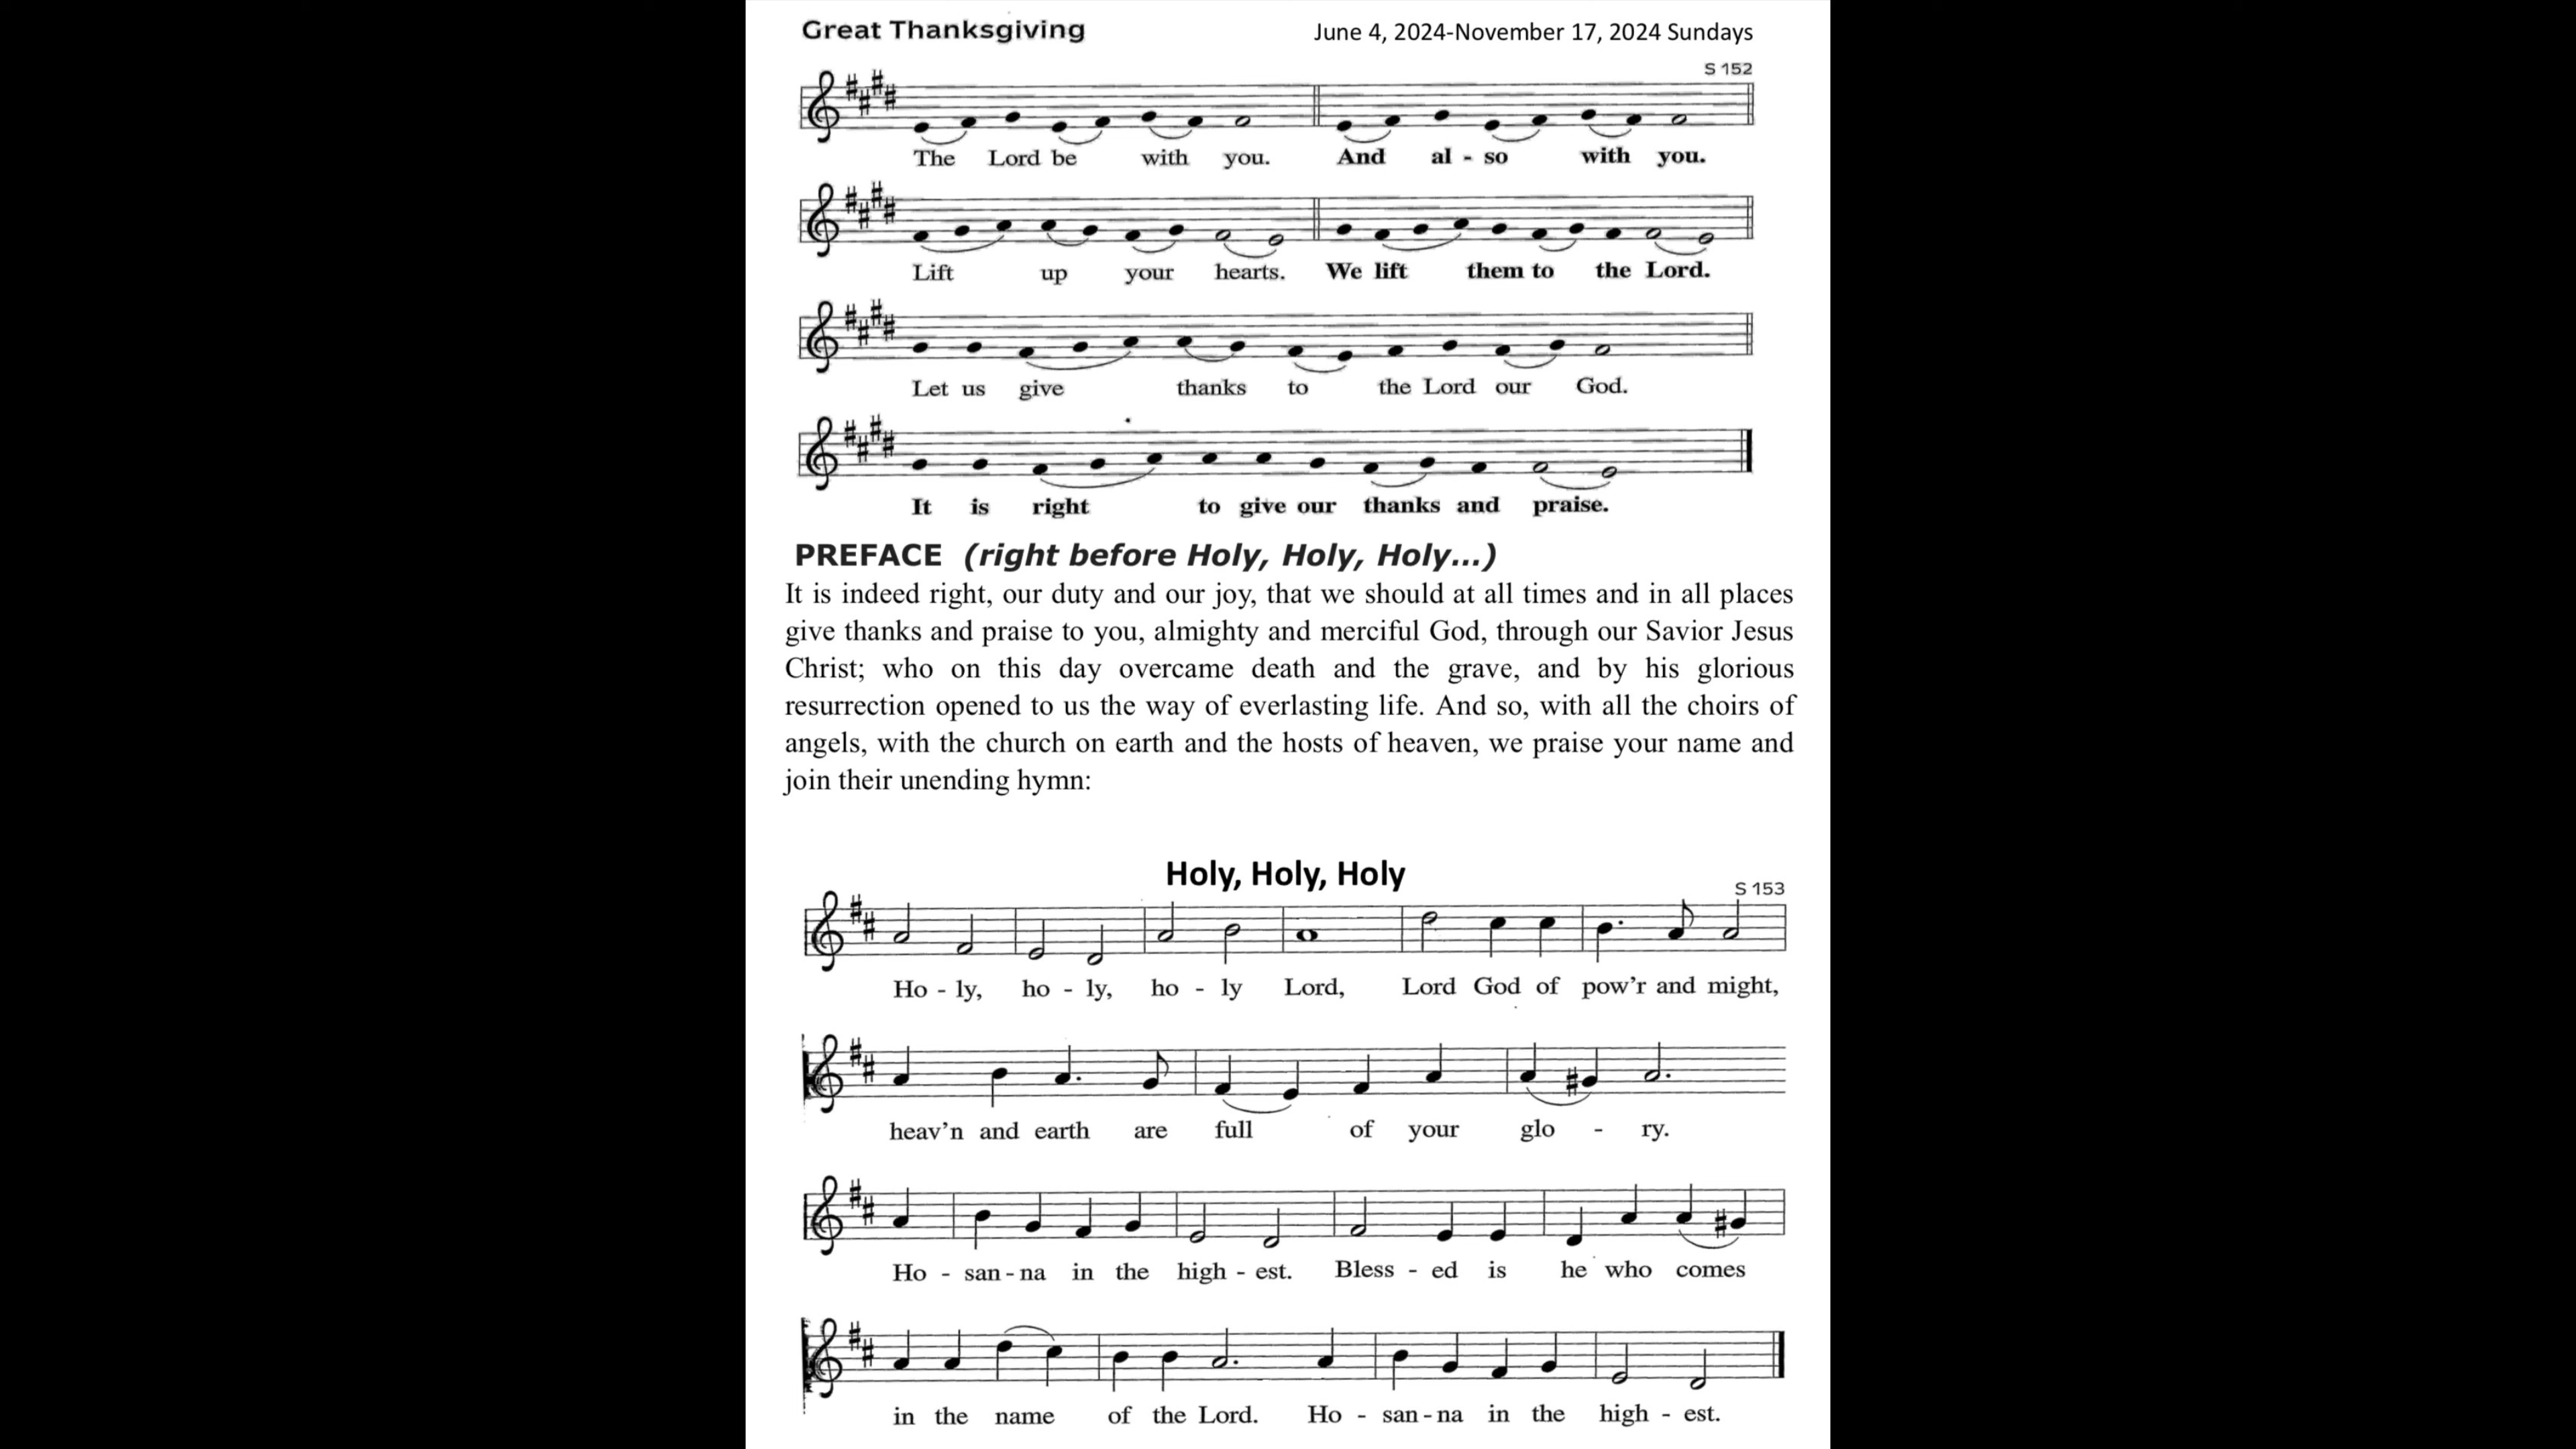 Great Thanksgiving
June 4, 2024-November 17, 2024 Sundays
S 152
The Lord be with you. And al - so with you.
Lift up your hearts. We lift them to the Lord.
Let us give thanks to the Lord our God.
It is right to give our thanks and praise.
PREFACE (right before Holy, Holy, Holy...)
It is indeed right, our duty and our joy, that we should at all times and in all places
give thanks and praise to you, almighty and merciful God, through our Savior Jesus
Christ; who on this day overcame death and the grave, and by his glorious
resurrection opened to us the way of everlasting life. And so, with all the choirs of
angels, with the church on earth and the hosts of heaven, we praise your name and
join their unending hymn:
Holy, Holy, Holy
S 153
Ho - ly, ho - ly, ho - ly Lord, Lord God of pow'r and might,
heav'n and earth are full of your glo - ry.
Ho - san - na in the high - est. Bless - ed is he who comes
in the name of the Lord. Ho - san - na in the high - est.